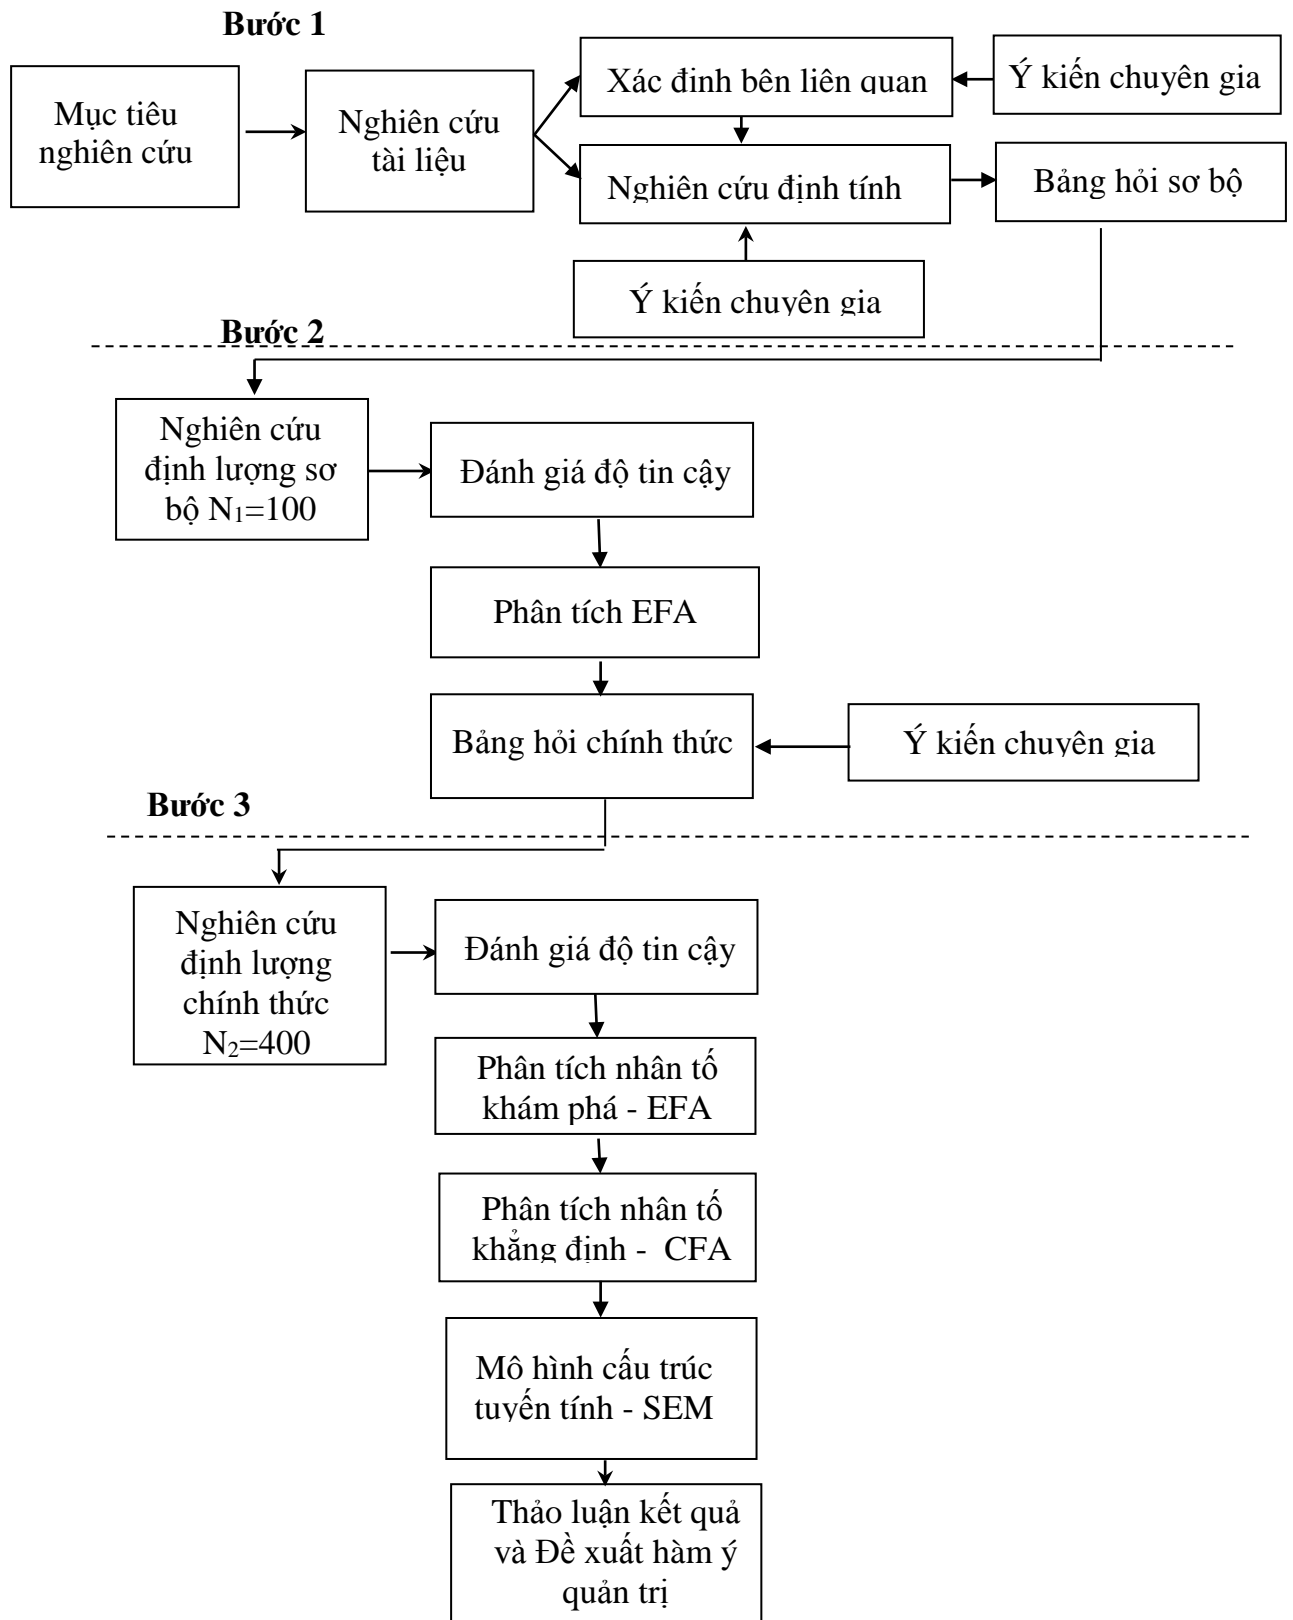 Bước 1
Mục tiêu
nghiên cứu
Nghiên cứu
tài liệu
Xác định bên liên quan
Ý kiến chuyên gia
Nghiên cứu định tính
Bảng hỏi sơ bộ
Ý kiến chuyên gia
Bước 2
Nghiên cứu
định lượng sơ
bộ N₁=100
Đánh giá độ tin cậy
Phân tích EFA
Bảng hỏi chính thức
Ý kiến chuyên gia
Bước 3
Nghiên cứu
định lượng
chính thức
N₂=400
Đánh giá độ tin cậy
Phân tích nhân tố
khám phá - EFA
Phân tích nhân tố
khẳng định - CFA
Mô hình cấu trúc
tuyến tính - SEM
Thảo luận kết quả
và Đề xuất hàm ý
quản trị